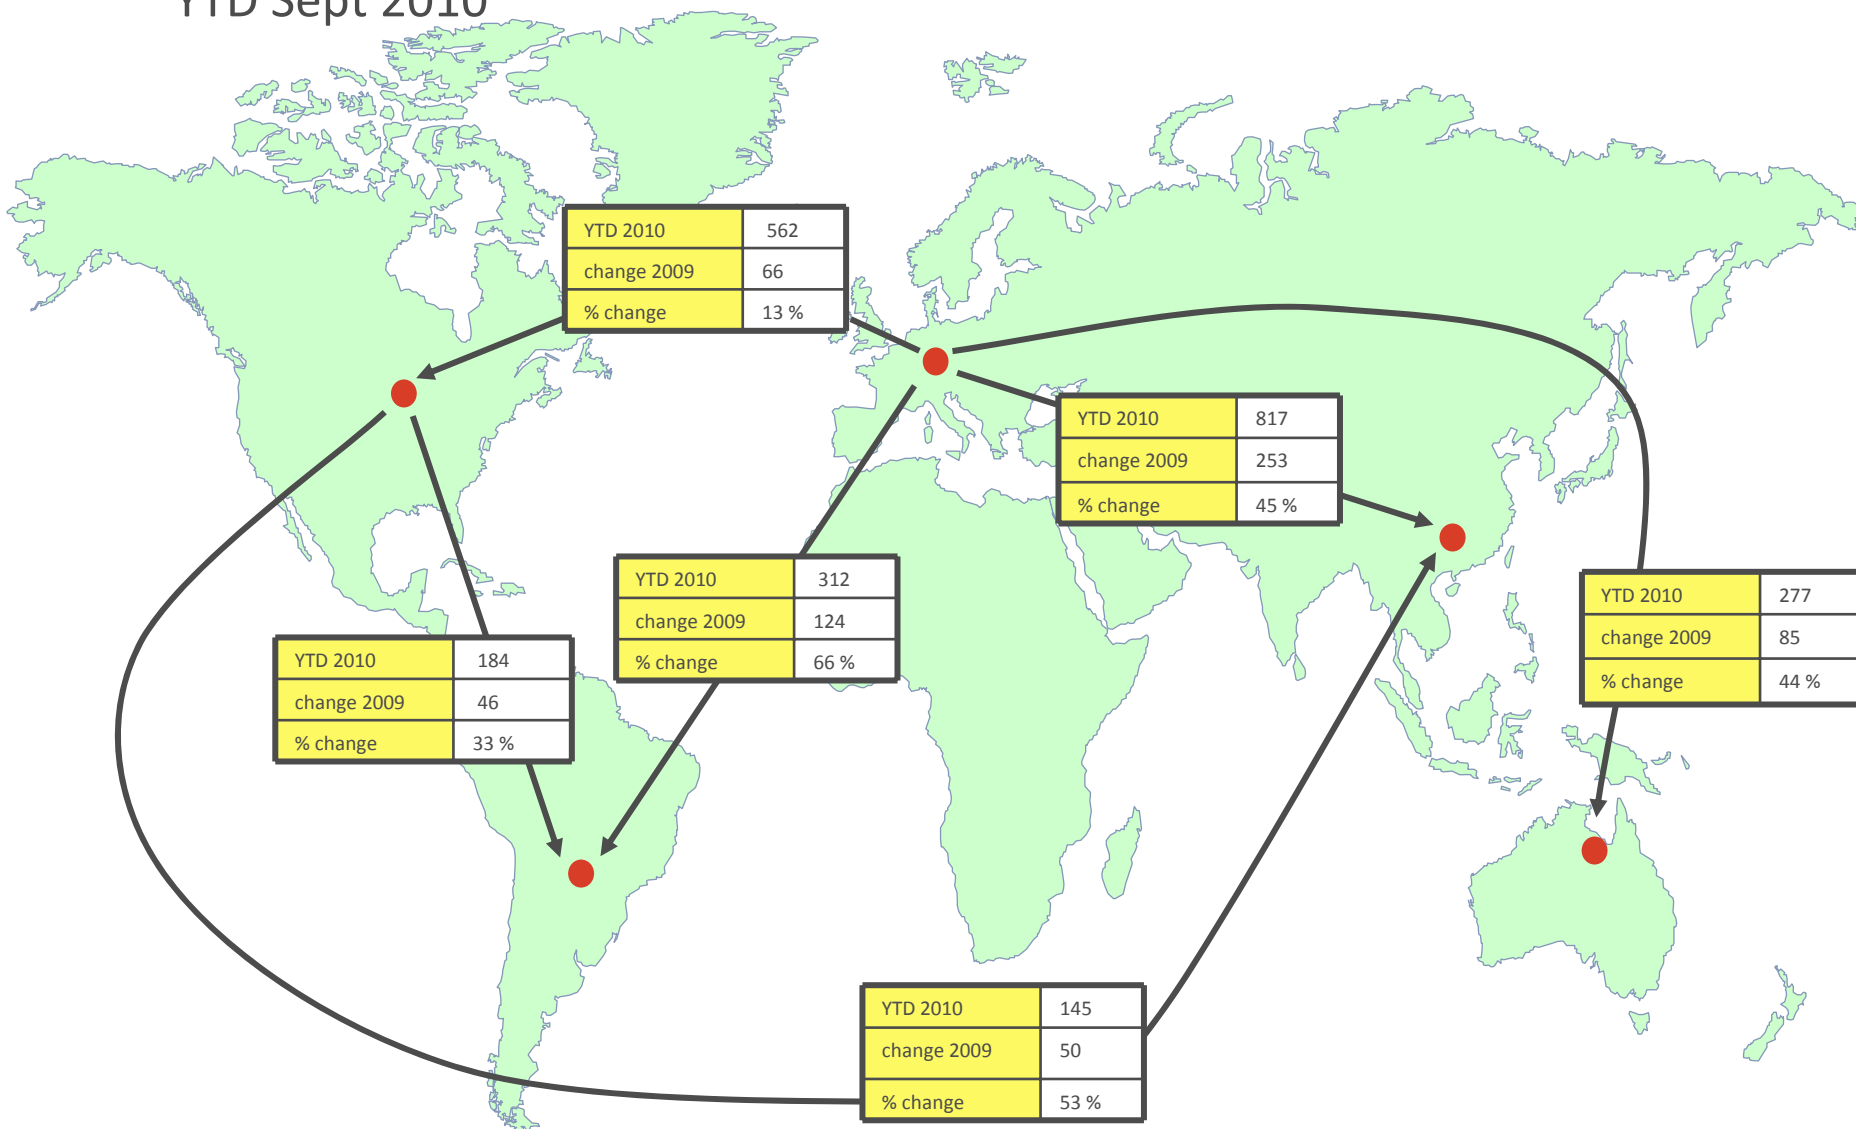 YTD Sept 2010
YTD 2010 562
change 2009 66
% change 13 %
YTD 2010 817
change 2009 253
% change 45 %
YTD 2010 312
change 2009 124
% change 66 %
YTD 2010 277
change 2009 85
% change 44 %
YTD 2010 184
change 2009 46
% change 33 %
YTD 2010 145
change 2009 50
% change 53 %